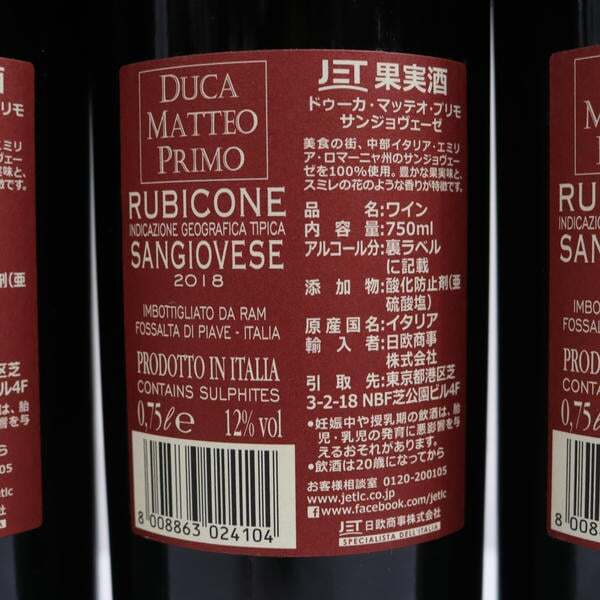 DUCA
MATTEO
PRIMO
RUBICONE
INDICAZIONE GEOGRAFICA TIPICA
SANGIOVESE
2018
IMBOTTIGLIATO DA RAM
FOSSALTA DI PIAVE - ITALIA
PRODOTTO IN ITALIA
CONTAINS SULPHITES
0,75ℓe 12% vol
8 008863 024104
JET 果実酒
ドゥーカ・マッテオ・プリモ
サンジョヴェーゼ
美食の街、中部イタリア・エミリ
ア・ロマーニャ州のサンジョヴェー
ゼを100%使用。豊かな果実味と、
スミレの花のような香りが特徴です。
品名:ワイン
内容量:750ml
アルコール分:裏ラベル
に記載
添加物:酸化防止剤(亜
硫酸塩)
原産国名:イタリア
輸入者:日欧商事
株式会社
引取先:東京都港区芝
3-2-18 NBF芝公園ビル4F
●妊娠中や授乳期の飲酒は、胎
児・乳児の発育に悪影響を与
えるおそれがあります。
●飲酒は20歳になってから
お客様相談室 0120-200105
www.jetlc.co.jp
www.facebook.com/jetlc
JET 日欧商事株式会社
SPECIALISTA DELL'ITALIA